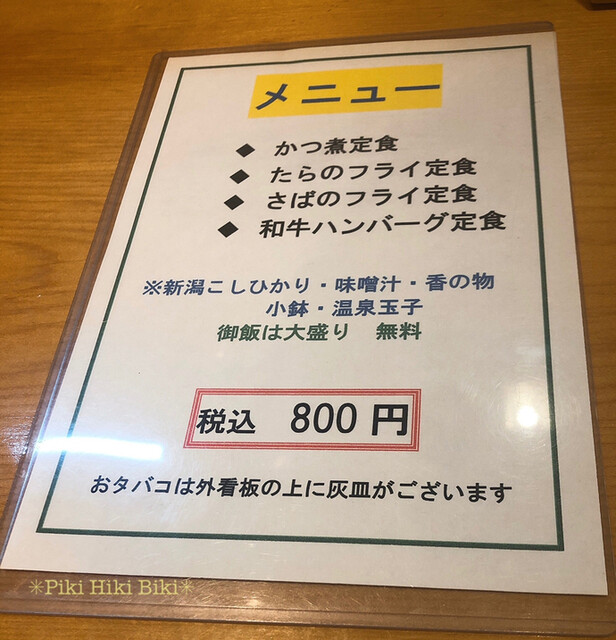 メニュー
◆ かつ煮定食
◆ たらのフライ定食
◆ さばのフライ定食
◆ 和牛ハンバーグ定食
※新潟こしひかり・味噌汁・香の物
小鉢・温泉玉子
御飯は大盛り 無料
税込 800 円
おタバコは外看板の上に灰皿がございます
*Piki Hiki Biki*